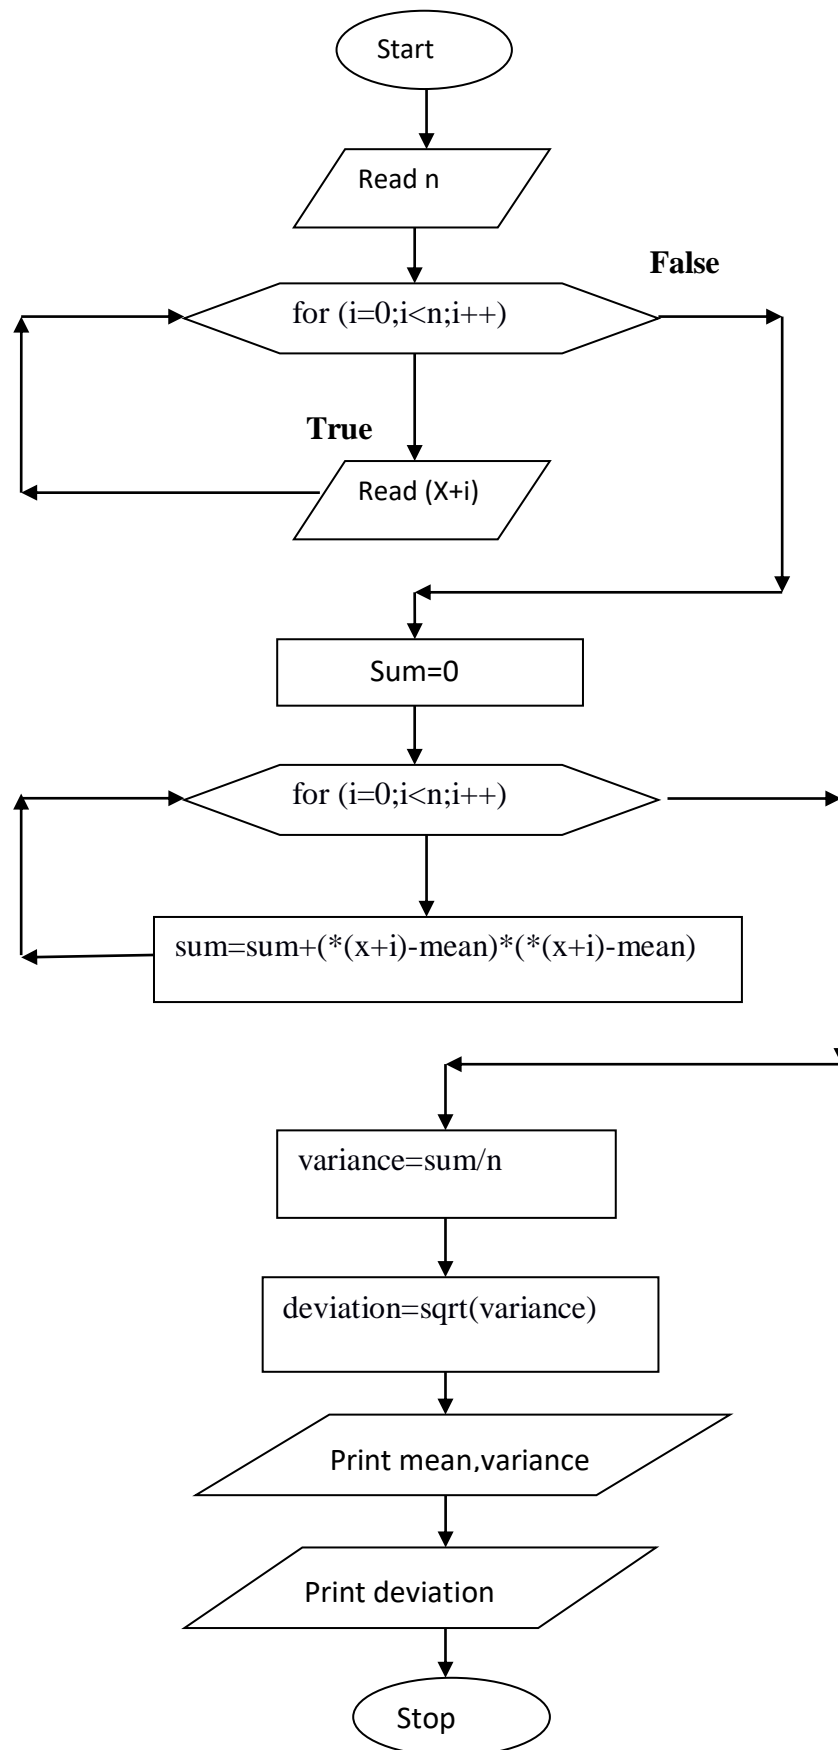 Start
Read n
False
for (i=0;i<n;i++)
True
Read (X+i)
Sum=0
for (i=0;i<n;i++)
sum=sum+(*(x+i)-mean)*(*(x+i)-mean)
variance=sum/n
deviation=sqrt(variance)
Print mean,variance
Print deviation
Stop